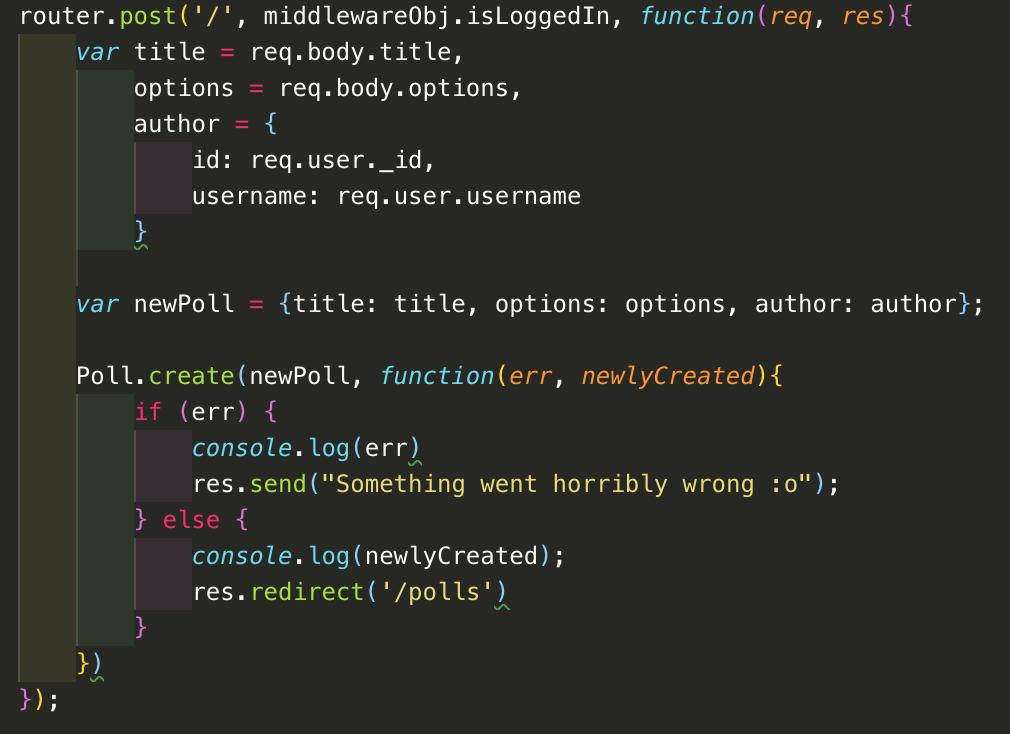 router.post('/', middlewareObj.isLoggedIn, function(req, res){
    var title = req.body.title,
        options = req.body.options,
        author = {
            id: req.user._id,
            username: req.user.username
        }

    var newPoll = {title: title, options: options, author: author};

    Poll.create(newPoll, function(err, newlyCreated){
        if (err) {
            console.log(err)
            res.send("Something went horribly wrong :o");
        } else {
            console.log(newlyCreated);
            res.redirect('/polls')
        }
    })
});